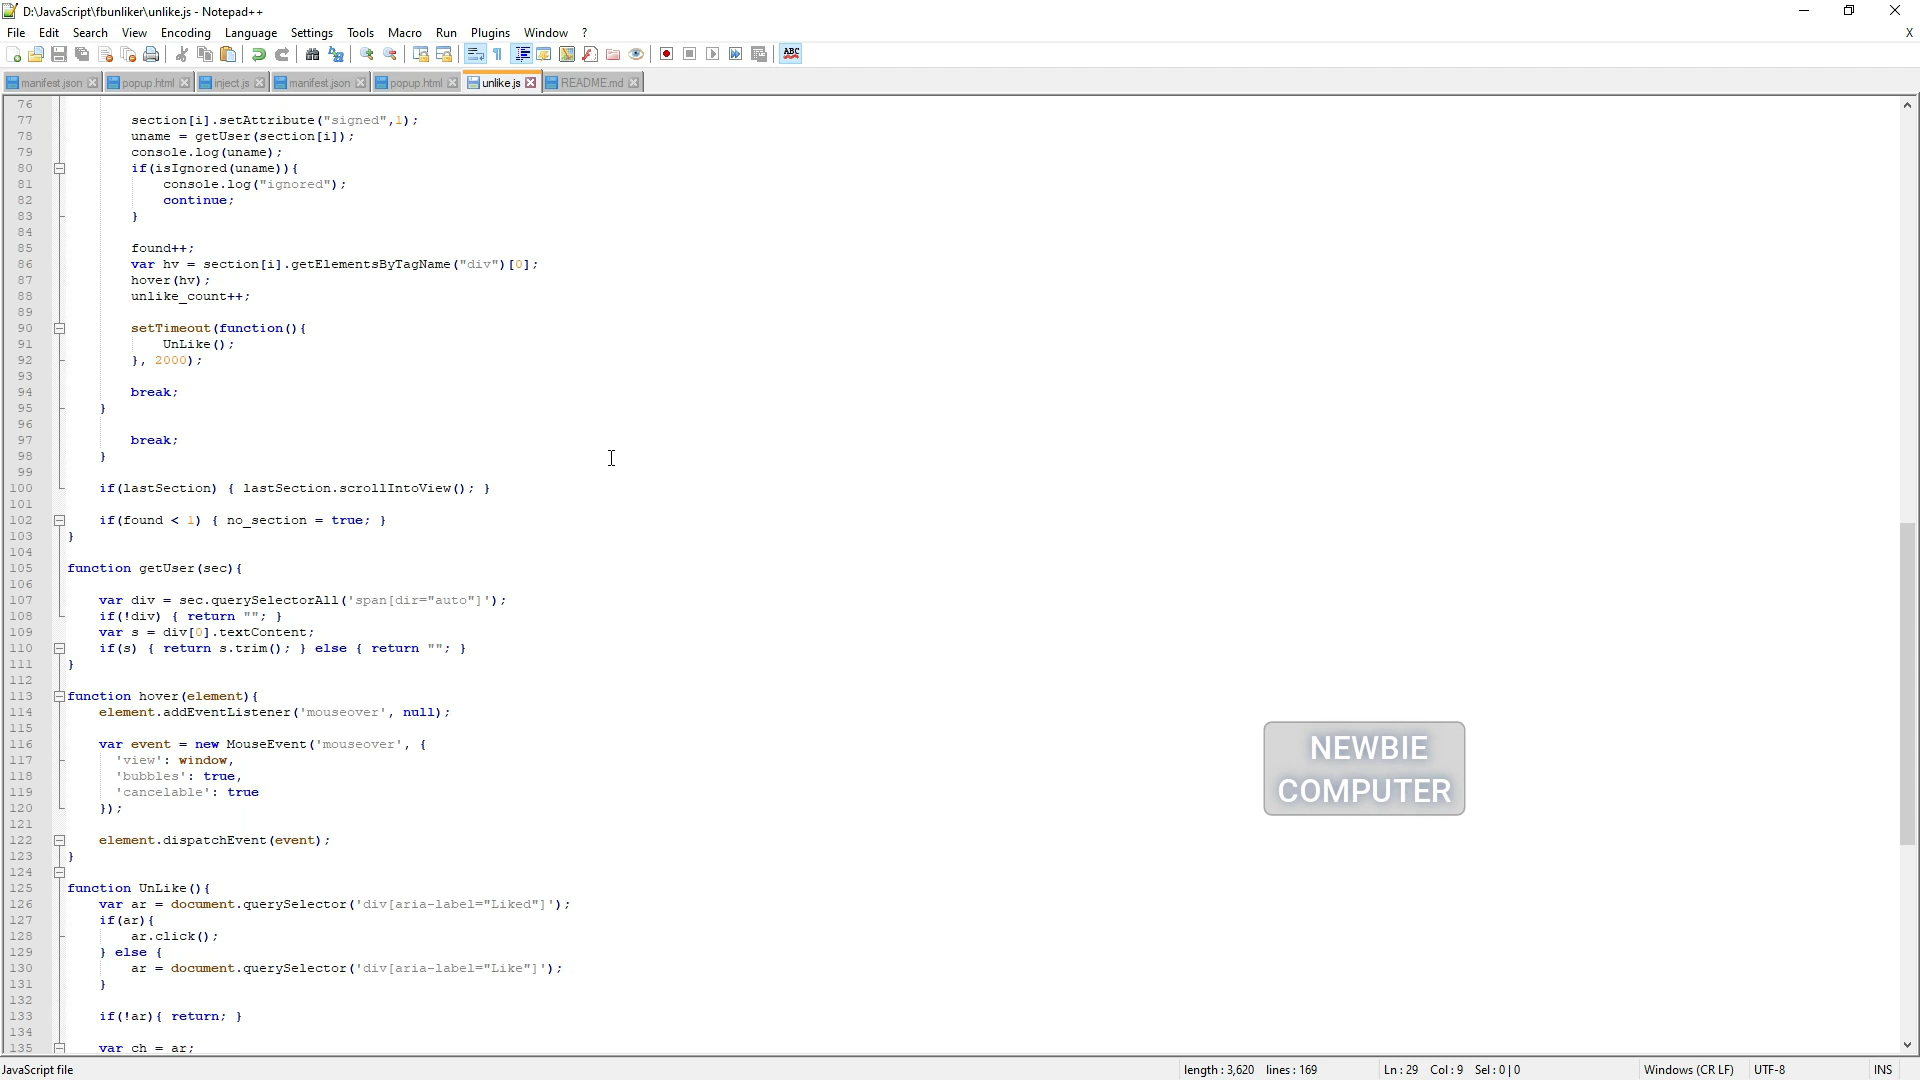 D:\JavaScript\fbunliker\unlike.js - Notepad++
File Edit Search View Encoding Language Settings Tools Macro Run Plugins Window ? X
manifest.json popup.html inject.js manifest.json popup.html unlike.js README.md
76
77 section[i].setAttribute("signed",1);
78 uname = getUser(section[i]);
79 console.log(uname);
80 if(isIgnored(uname)){
81 console.log("ignored");
82 continue;
83 }
84
85 found++;
86 var hv = section[i].getElementsByTagName("div")[0];
87 hover(hv);
88 unlike_count++;
89
90 setTimeout(function(){
91 UnLike();
92 }, 2000);
93
94 break;
95 }
96
97 break;
98 }
99
100 if(lastSection) { lastSection.scrollIntoView(); }
101
102 if(found < 1) { no_section = true; }
103 }
104
105 function getUser(sec){
106
107 var div = sec.querySelectorAll('span[dir="auto"]');
108 if(!div) { return ""; }
109 var s = div[0].textContent;
110 if(s) { return s.trim(); } else { return ""; }
111 }
112
113 function hover(element){
114 element.addEventListener('mouseover', null);
115
116 var event = new MouseEvent('mouseover', {
117 'view': window,
118 'bubbles': true,
119 'cancelable': true
120 });
121
122 element.dispatchEvent(event);
123 }
124
125 function UnLike(){
126 var ar = document.querySelector('div[aria-label="Liked"]');
127 if(ar){
128 ar.click();
129 } else {
130 ar = document.querySelector('div[aria-label="Like"]');
131 }
132
133 if(!ar){ return; }
134
135 var ch = ar;
NEWBIE
COMPUTER
JavaScript file length : 3,620 lines : 169 Ln : 29 Col : 9 Sel : 0 | 0 Windows (CR LF) UTF-8 INS